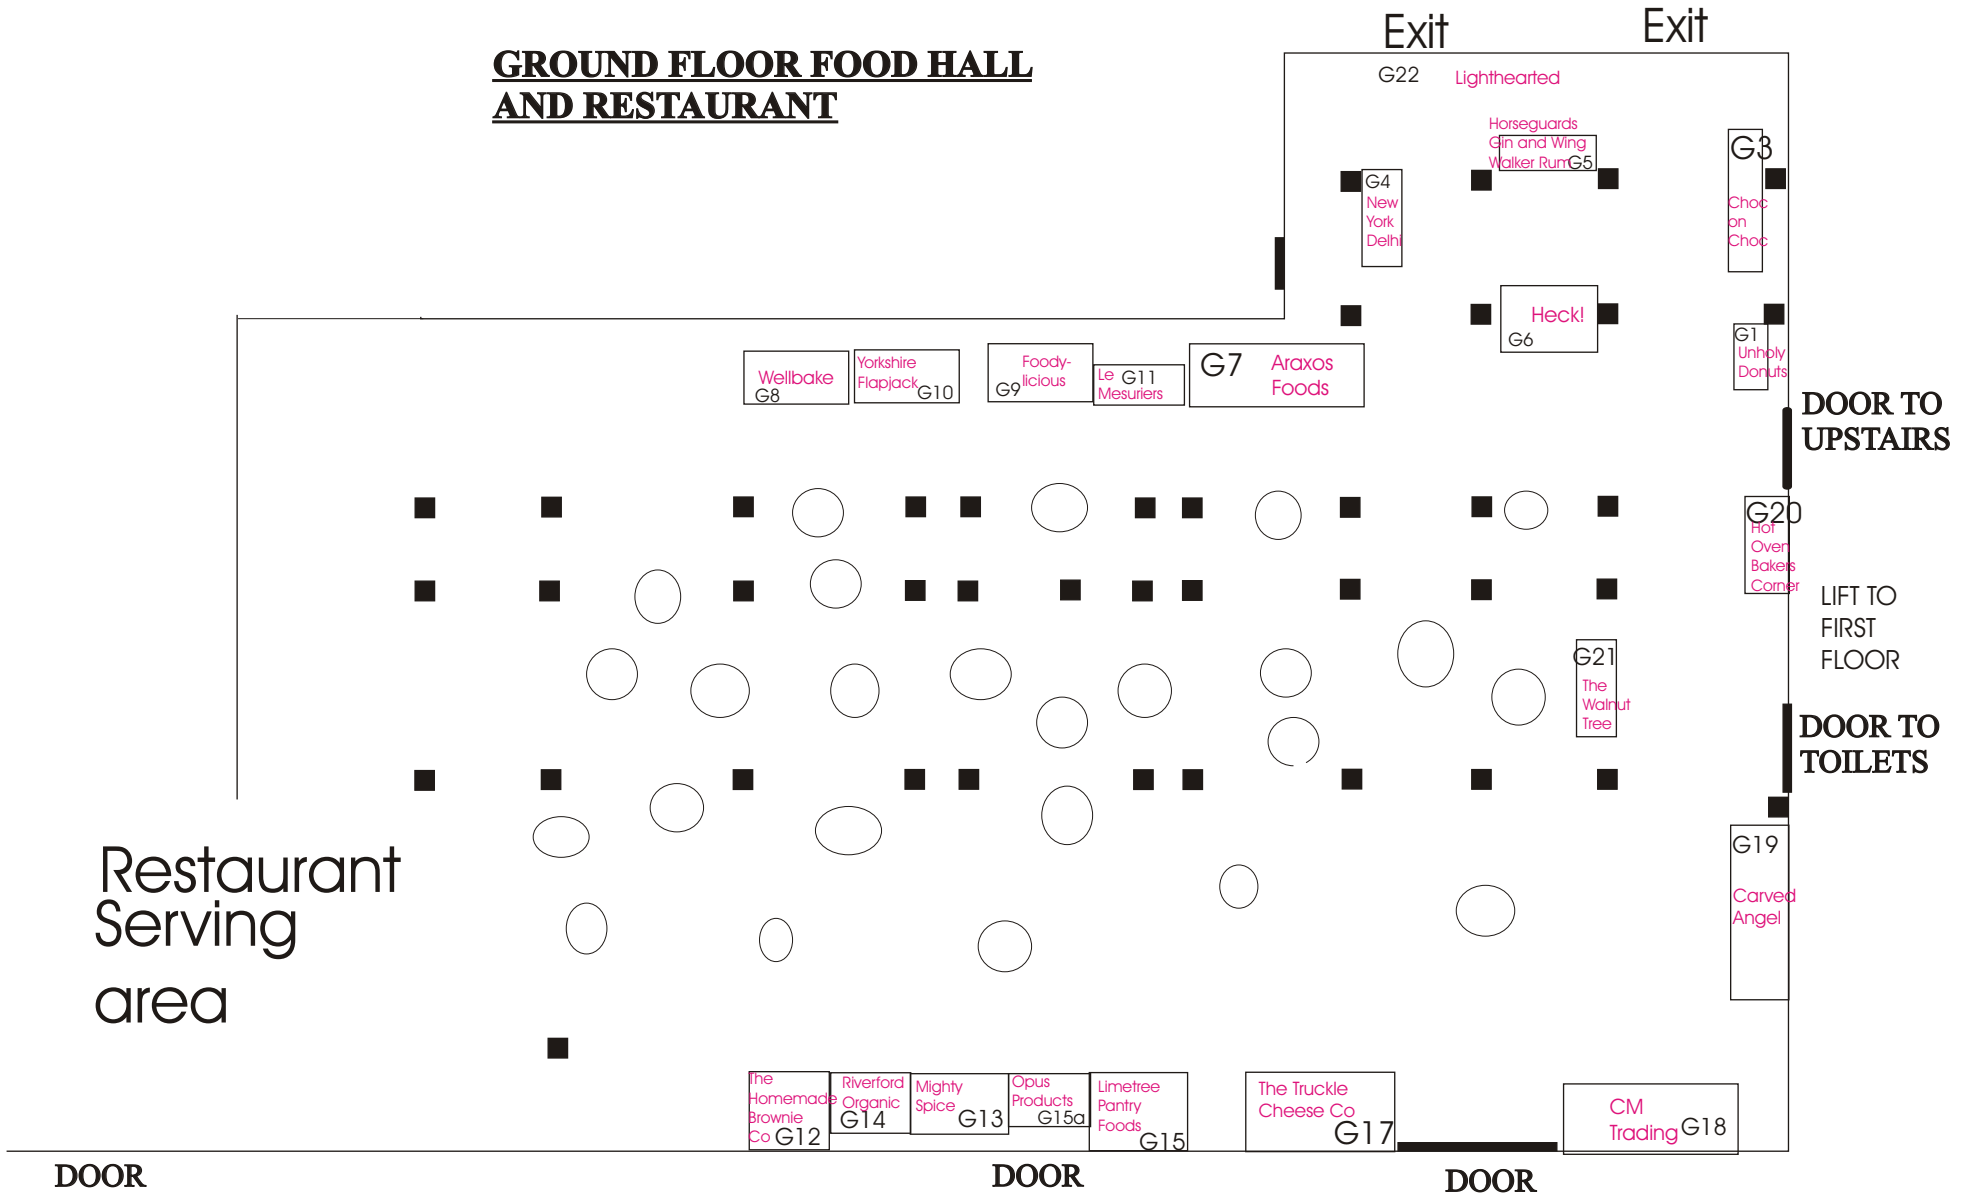 Exit
Exit
GROUND FLOOR FOOD HALL
AND RESTAURANT
G22 Lighthearted
Horseguards
Gin and Wing
Walker Rum G5
G3
Choc
on
Choc
G4
New
York
Delhi
Heck!
G6
G1
Unholy
Donuts
Wellbake
G8
Yorkshire
Flapjack
G10
Foody-
licious
G9
Le G11
Mesuriers
G7 Araxos
Foods
DOOR TO
UPSTAIRS
G20
Hot
Oven
Bakers
Corner
LIFT TO
FIRST
FLOOR
G21
The
Walnut
Tree
DOOR TO
TOILETS
G19
Carved
Angel
Restaurant
Serving
area
The
Homemade
Brownie
Co G12
Riverford
Organic
G14
Mighty
Spice
G13
Opus
Products
G15a
Limetree
Pantry
Foods
G15
The Truckle
Cheese Co
G17
CM
Trading G18
DOOR
DOOR
DOOR